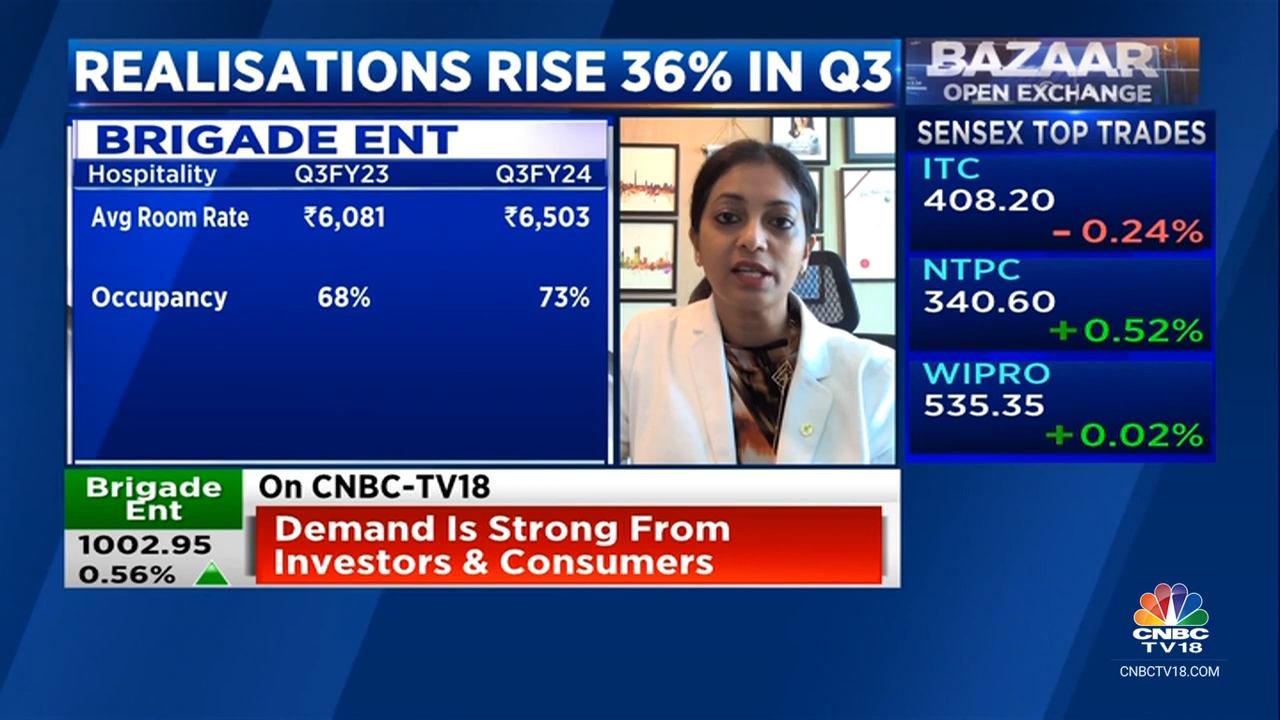 REALISATIONS RISE 36% IN Q3
BAZAAR
OPEN EXCHANGE
BRIGADE ENT
Hospitality Q3FY23 Q3FY24
Avg Room Rate ₹6,081 ₹6,503
Occupancy 68% 73%
SENSEX TOP TRADES
ITC
408.20
- 0.24%
NTPC
340.60
+ 0.52%
WIPRO
535.35
+ 0.02%
Brigade
Ent
1002.95
0.56%
On CNBC-TV18
Demand Is Strong From
Investors & Consumers
CNBC
TV18
CNBCTV18.COM